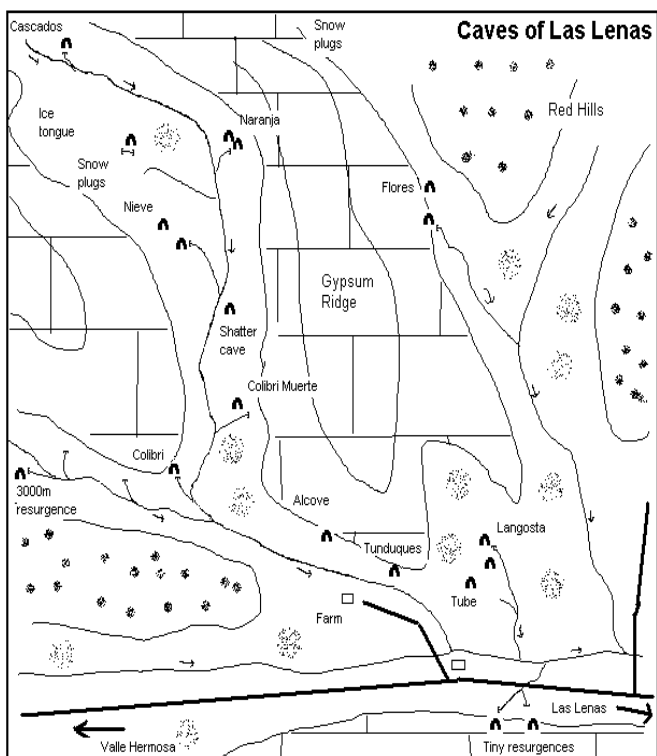 Caves of Las Lenas
Cascados
Snow
plugs
Red Hills
Ice
tongue
Naranja
Snow
plugs
Flores
Nieve
Gypsum
Ridge
Shatter
cave
Colibri Muerte
Colibri
3000m
resurgence
Alcove
Langosta
Tunduques
Tube
Farm
Las Lenas
Valle Hermosa
Tiny resurgences